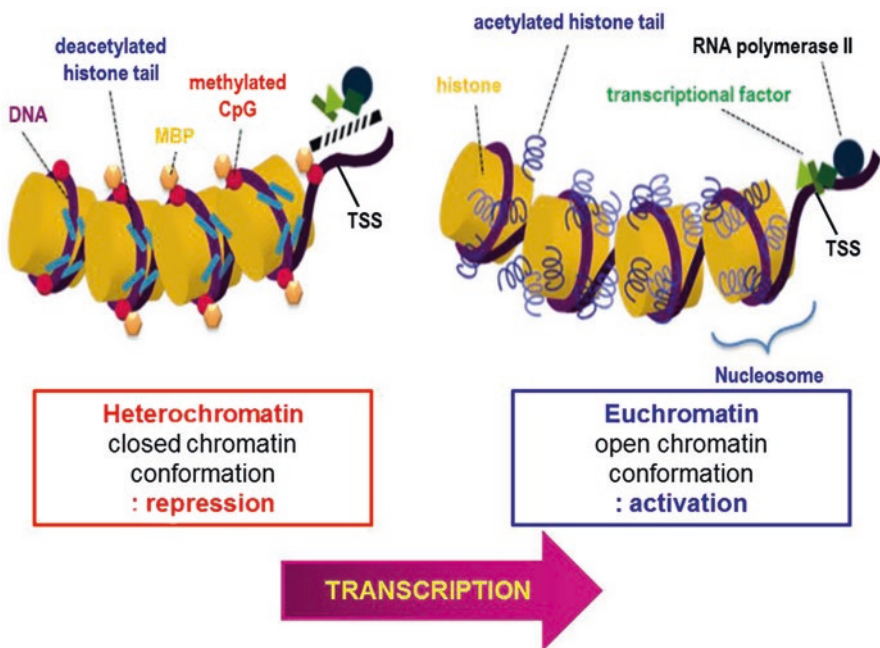 deacetylated
histone tail
methylated
CpG
DNA
MBP
TSS
acetylated histone tail
RNA polymerase II
histone
transcriptional factor
TSS
Nucleosome
Heterochromatin
closed chromatin
conformation
: repression
Euchromatin
open chromatin
conformation
: activation
TRANSCRIPTION